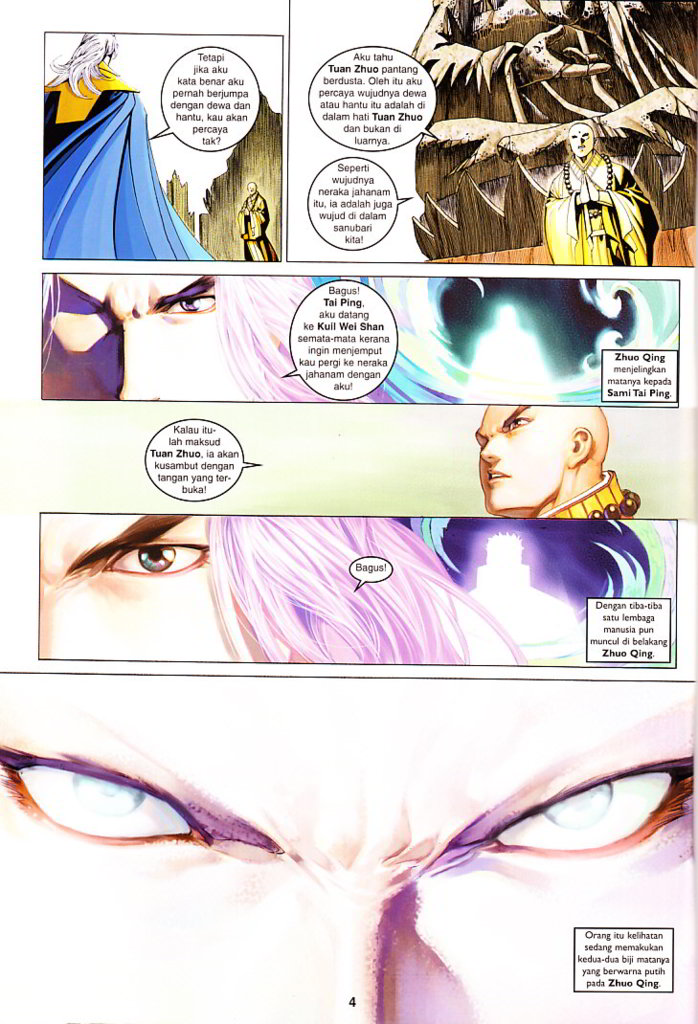 Tetapi
jika aku
kata benar aku
pernah berjumpa
dengan dewa dan
hantu, kau akan
percaya
tak?
Aku tahu
Tuan Zhuo pantang
berdusta. Oleh itu aku
percaya wujudnya dewa
atau hantu itu adalah di
dalam hati Tuan Zhuo
dan bukan di
luarnya.
Seperti
wujudnya
neraka jahanam
itu, ia adalah juga
wujud di dalam
sanubari
kita!
Bagus!
Tai Ping,
aku datang
ke Kuil Wei Shan
semata-mata kerana
ingin menjemput
kau pergi ke neraka
jahanam dengan
aku!
Zhuo Qing
menjelingkan
matanya kepada
Sami Tai Ping.
Kalau itu-
lah maksud
Tuan Zhuo, ia akan
kusambut dengan
tangan yang ter-
buka!
Bagus!
Dengan tiba-tiba
satu lembaga
manusia pun
muncul di belakang
Zhuo Qing.
Orang itu kelihatan
sedang memakukan
kedua-dua biji matanya
yang berwarna putih
pada Zhuo Qing.
4